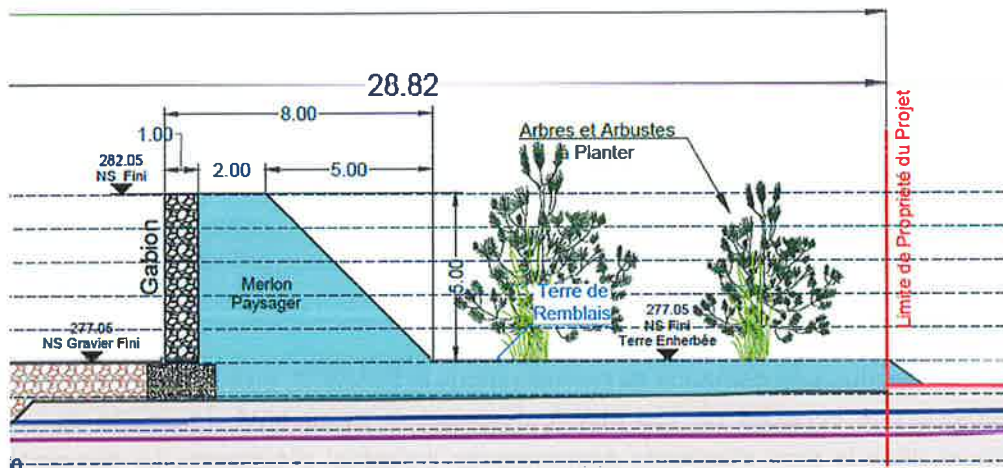 28.82
8.00
1.00
2.00
5.00
Arbres et Arbustes
à Planter
282.05
NS Fini
Gabion
5.00
Merlon
Paysager
Terre de
Remblais
277.05
NS Gravier Fini
277.05
NS Fini
Terre Enherbée
Limite de Propriété du Projet